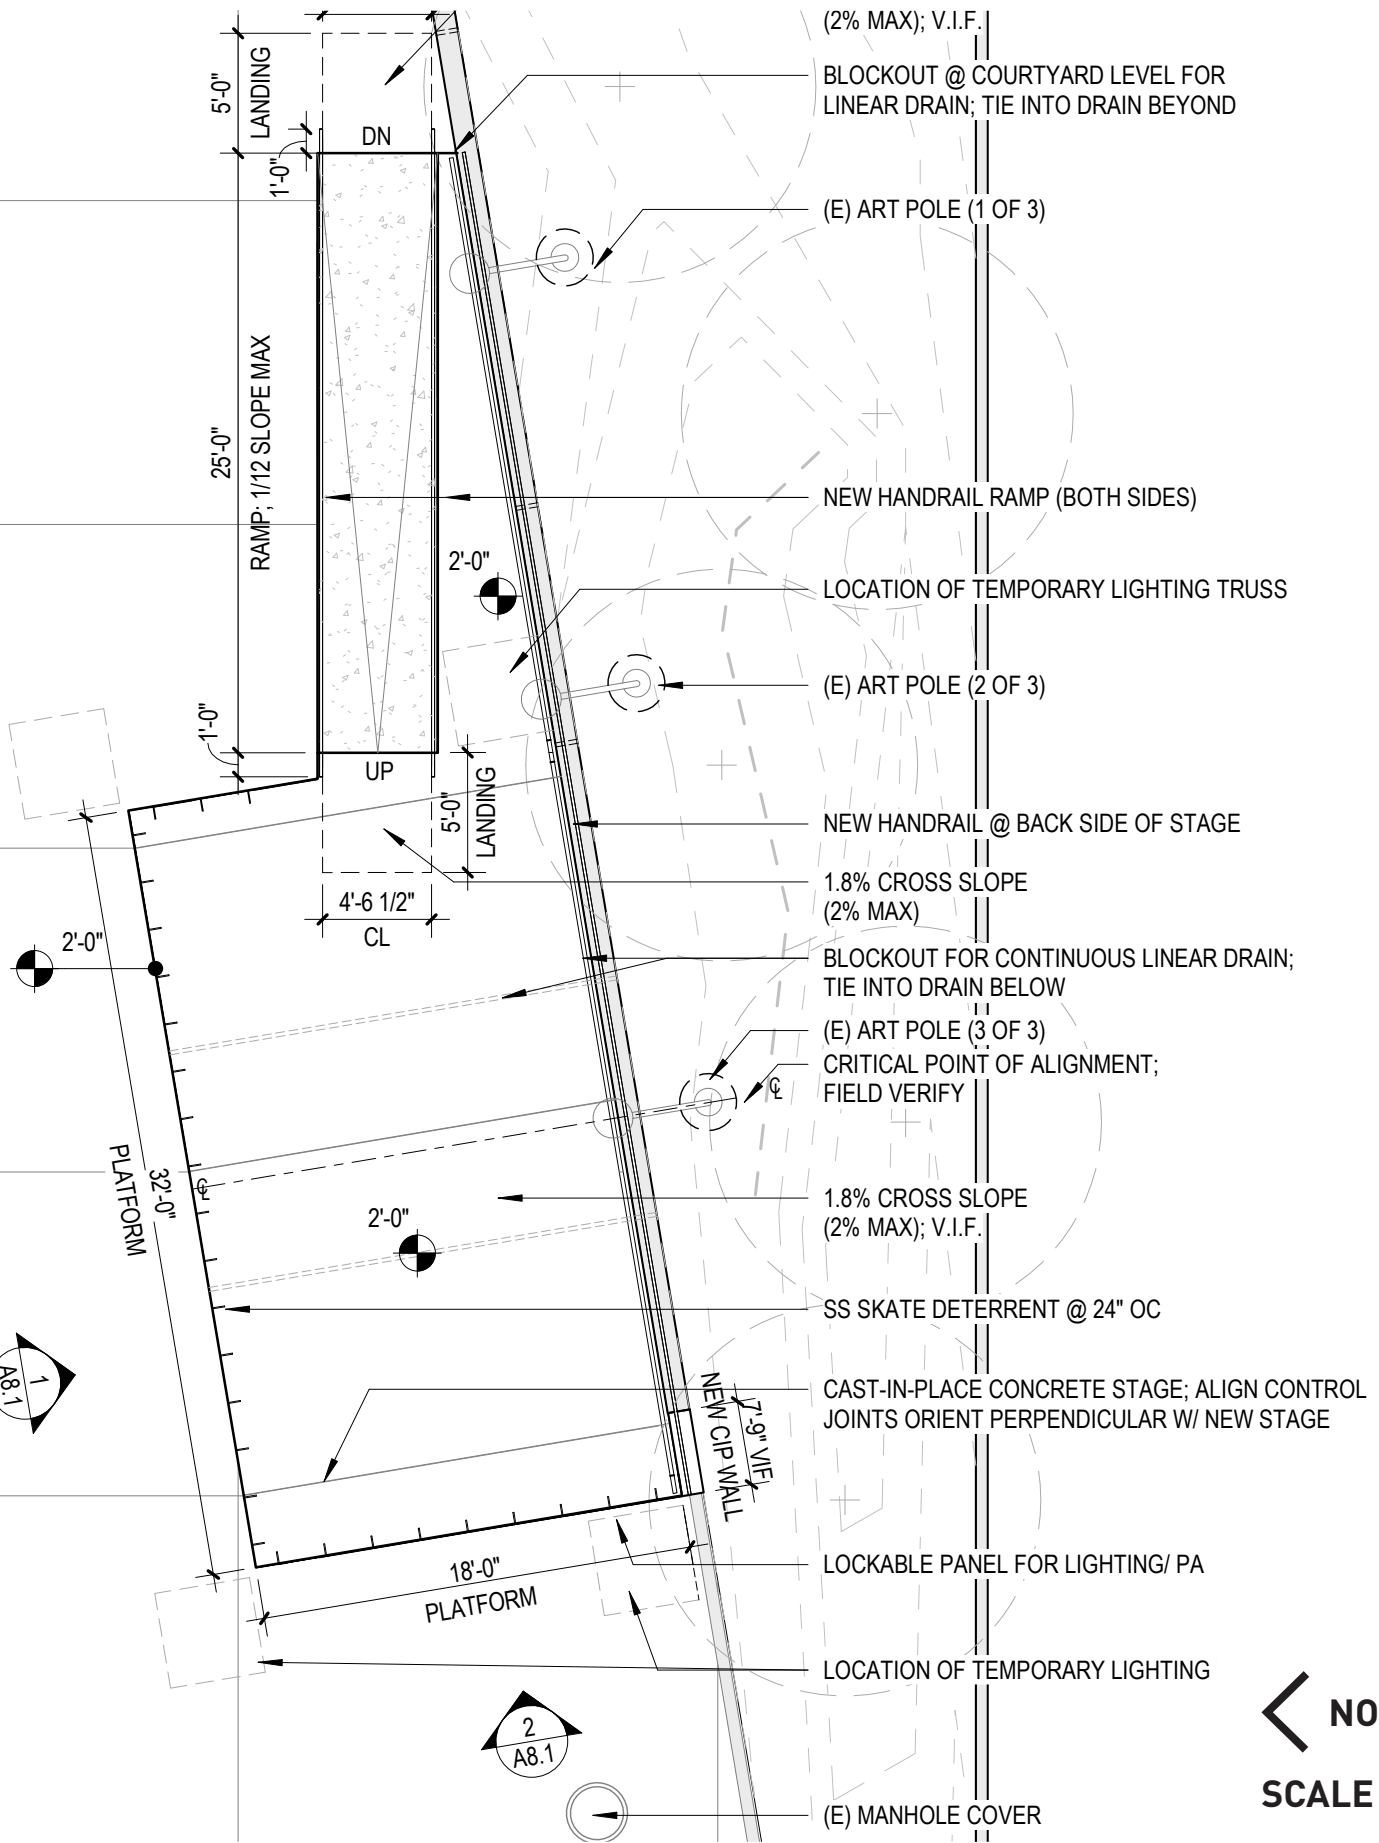 (2% MAX); V.I.F.
BLOCKOUT @ COURTYARD LEVEL FOR
LINEAR DRAIN; TIE INTO DRAIN BEYOND
5'-0"
LANDING
DN
1'-0"
(E) ART POLE (1 OF 3)
25'-0"
RAMP; 1/12 SLOPE MAX
NEW HANDRAIL RAMP (BOTH SIDES)
2'-0"
LOCATION OF TEMPORARY LIGHTING TRUSS
(E) ART POLE (2 OF 3)
1'-0"
UP
5'-0"
LANDING
NEW HANDRAIL @ BACK SIDE OF STAGE
4'-6 1/2"
CL
1.8% CROSS SLOPE
(2% MAX)
2'-0"
BLOCKOUT FOR CONTINUOUS LINEAR DRAIN;
TIE INTO DRAIN BELOW
(E) ART POLE (3 OF 3)
CRITICAL POINT OF ALIGNMENT;
FIELD VERIFY
℄
32'-0"
PLATFORM
℄
1.8% CROSS SLOPE
(2% MAX); V.I.F.
2'-0"
SS SKATE DETERRENT @ 24" OC
1
A8.1
CAST-IN-PLACE CONCRETE STAGE; ALIGN CONTROL
JOINTS ORIENT PERPENDICULAR W/ NEW STAGE
7'-9" VIF
NEW CIP WALL
18'-0"
PLATFORM
LOCKABLE PANEL FOR LIGHTING/ PA
LOCATION OF TEMPORARY LIGHTING
2
A8.1
NO
SCALE
(E) MANHOLE COVER